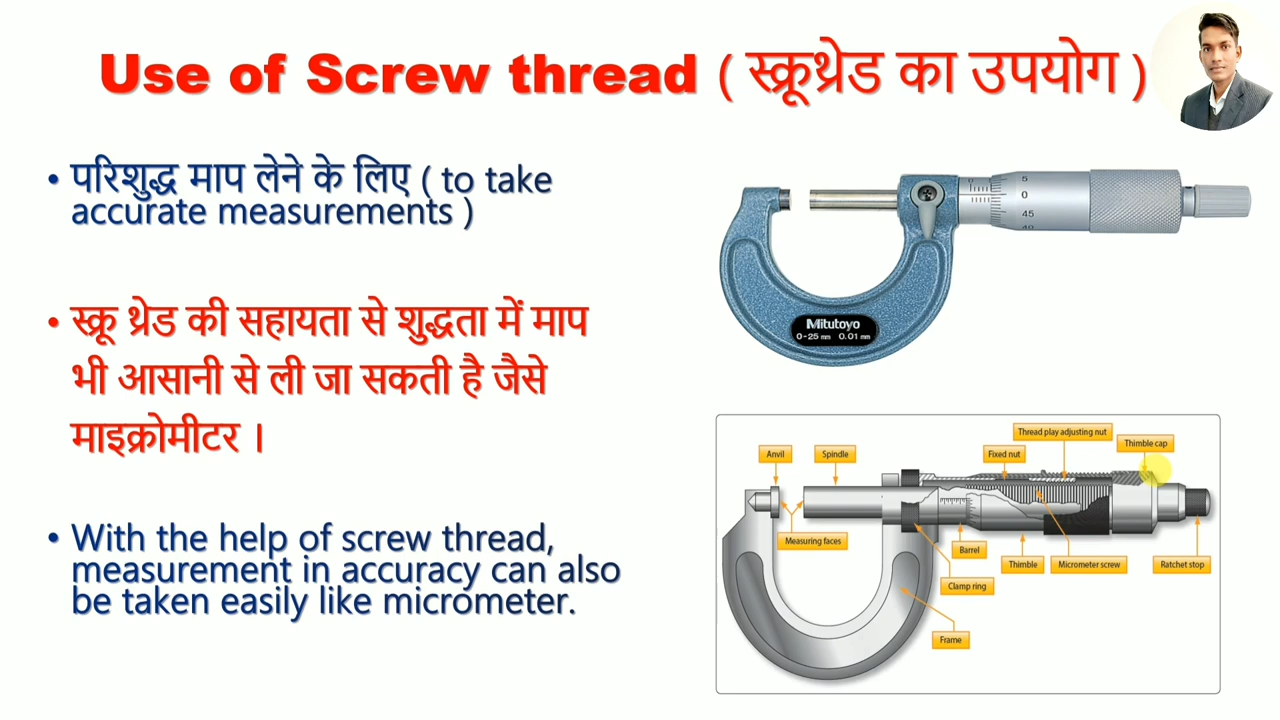 Use of Screw thread ( स्क्रूथ्रेड का उपयोग )
• परिशुद्ध माप लेने के लिए ( to take
accurate measurements )
• स्क्रू थ्रेड की सहायता से शुद्धता में माप
भी आसानी से ली जा सकती है जैसे
माइक्रोमीटर ।
• With the help of screw thread,
measurement in accuracy can also
be taken easily like micrometer.
0
5
0
45
40
Mitutoyo
0-25 mm 0.01 mm
Thread play adjusting nut
Thimble cap
Anvil
Spindle
Fixed nut
Measuring faces
Barrel
Thimble
Micrometer screw
Ratchet stop
Clamp ring
Frame